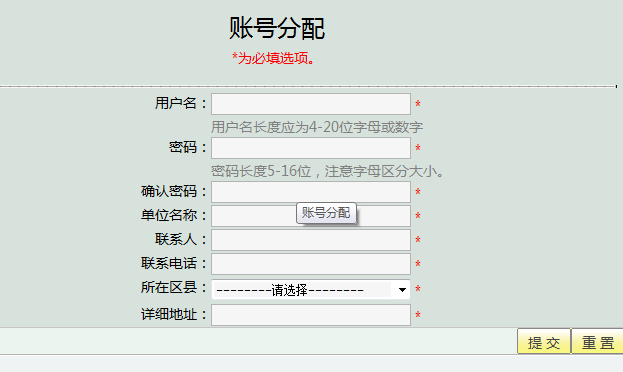 账号分配
*为必填选项。
用户名： *
用户名长度应为4-20位字母或数字
密码： *
密码长度5-16位，注意字母区分大小。
确认密码： *
账号分配
单位名称： *
联系人： *
联系电话： *
所在区县： --------请选择-------- *
详细地址： *
提 交 重 置